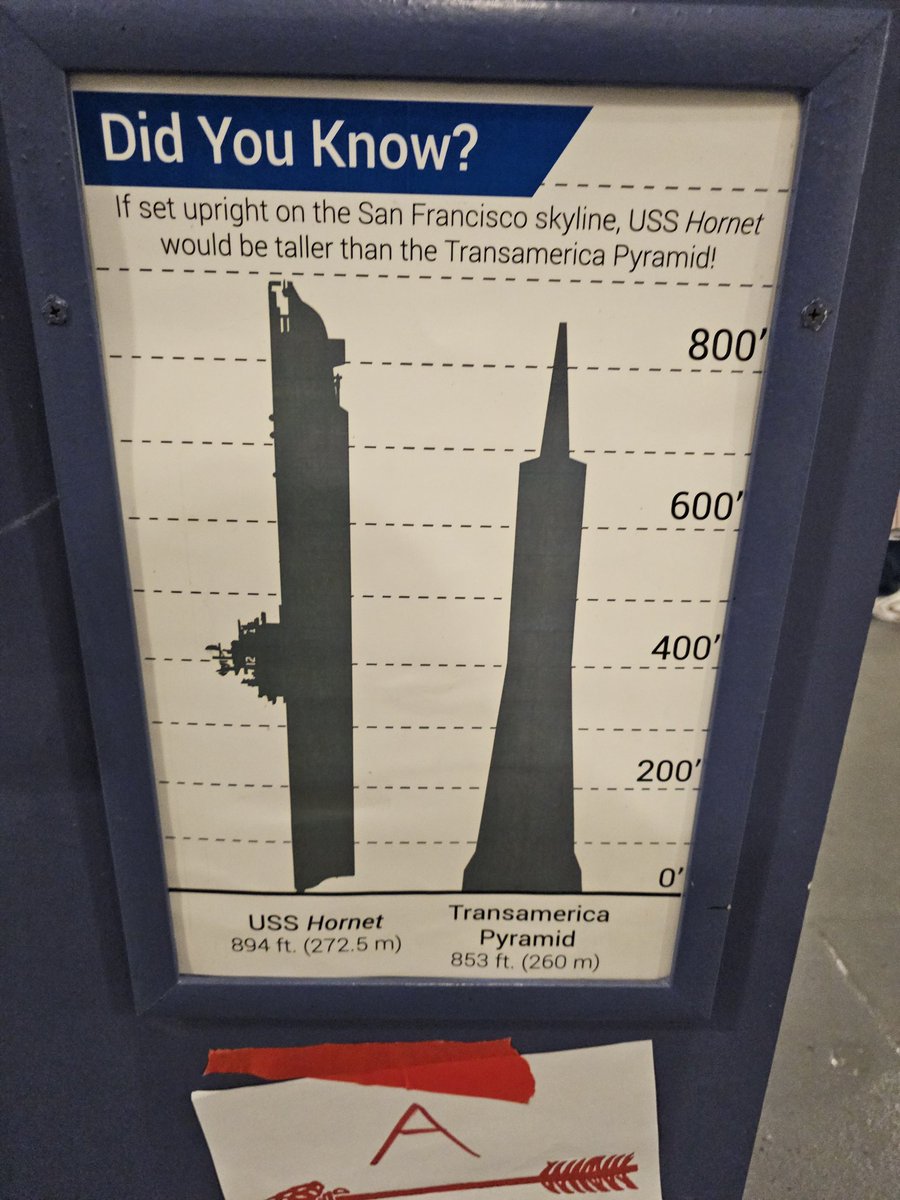 Did You Know?
If set upright on the San Francisco skyline, USS Hornet
would be taller than the Transamerica Pyramid!
800'
600'
400'
200'
0'
USS Hornet
894 ft. (272.5 m)
Transamerica
Pyramid
853 ft. (260 m)
A